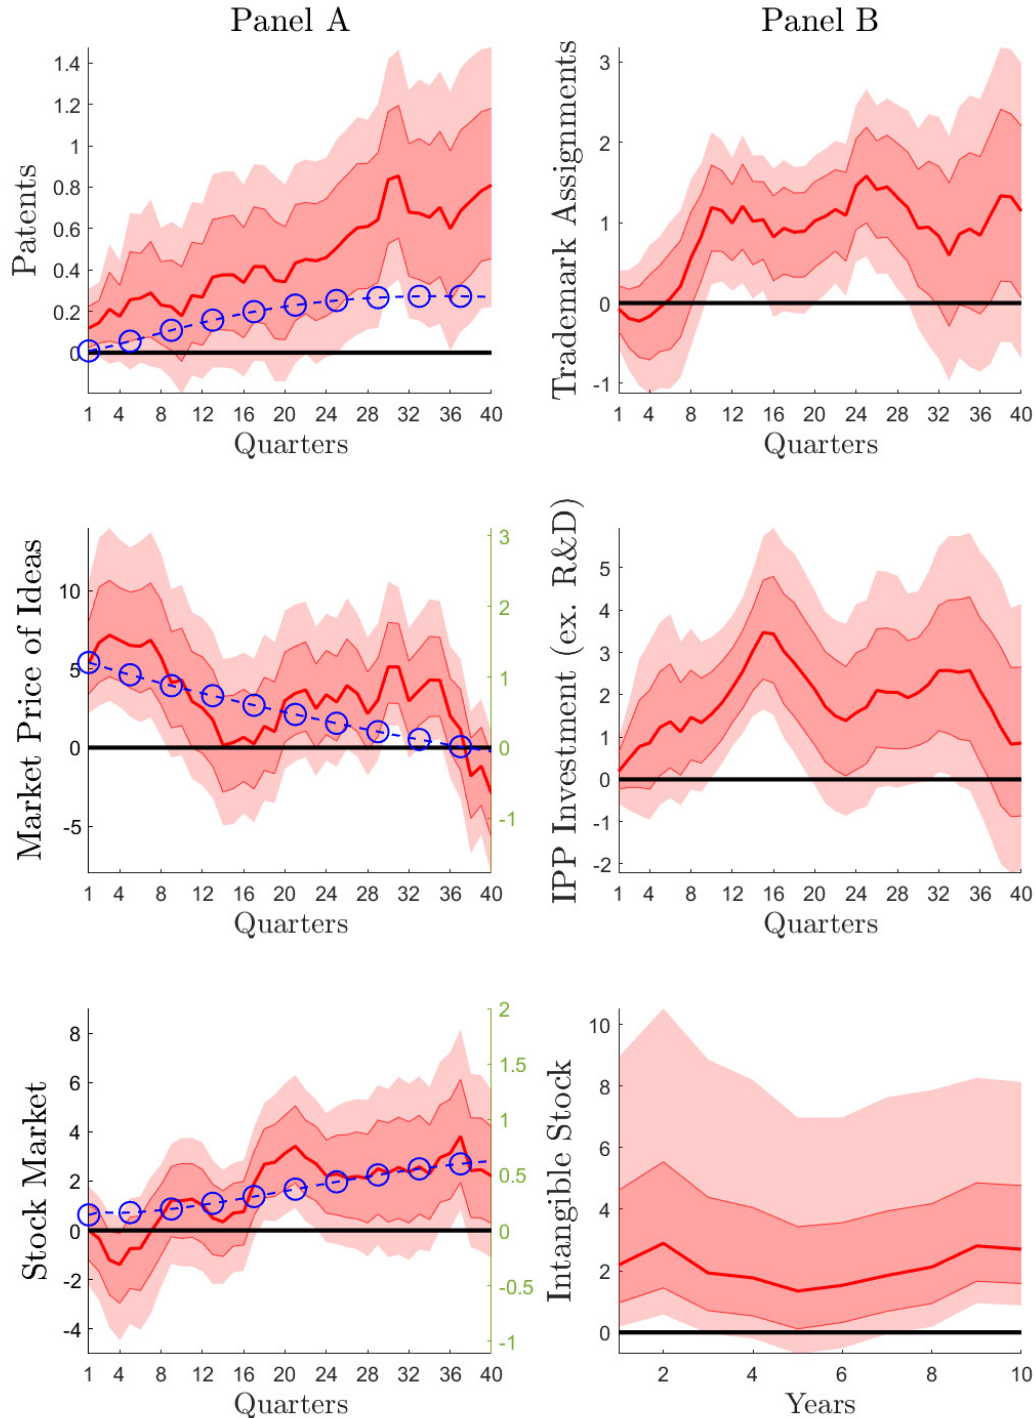 Panel A
Patents
1.4
1.2
1
0.8
0.6
0.4
0.2
0
1 4 8 12 16 20 24 28 32 36 40
Quarters
Panel B
Trademark Assignments
3
2
1
0
-1
1 4 8 12 16 20 24 28 32 36 40
Quarters
Market Price of Ideas
10
5
0
-5
3
2
1
0
-1
1 4 8 12 16 20 24 28 32 36 40
Quarters
IPP Investment (ex. R&D)
5
4
3
2
1
0
-1
-2
1 4 8 12 16 20 24 28 32 36 40
Quarters
Stock Market
8
6
4
2
0
-2
-4
2
1.5
1
0.5
0
-0.5
-1
1 4 8 12 16 20 24 28 32 36 40
Quarters
Intangible Stock
10
8
6
4
2
0
2 4 6 8 10
Years